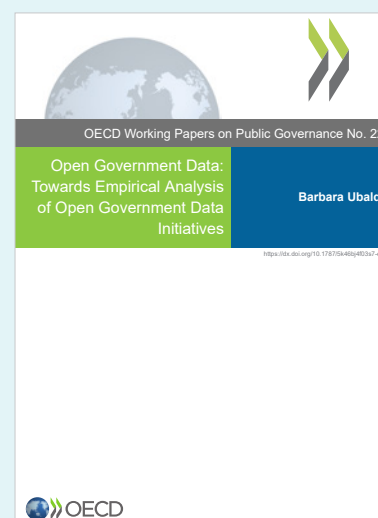 OECD Working Papers on Public Governance No. 2
Open Government Data:
Towards Empirical Analysis
of Open Government Data
Initiatives
Barbara Ubald
https://dx.doi.org/10.1787/5k46bj4f03s7-
OECD